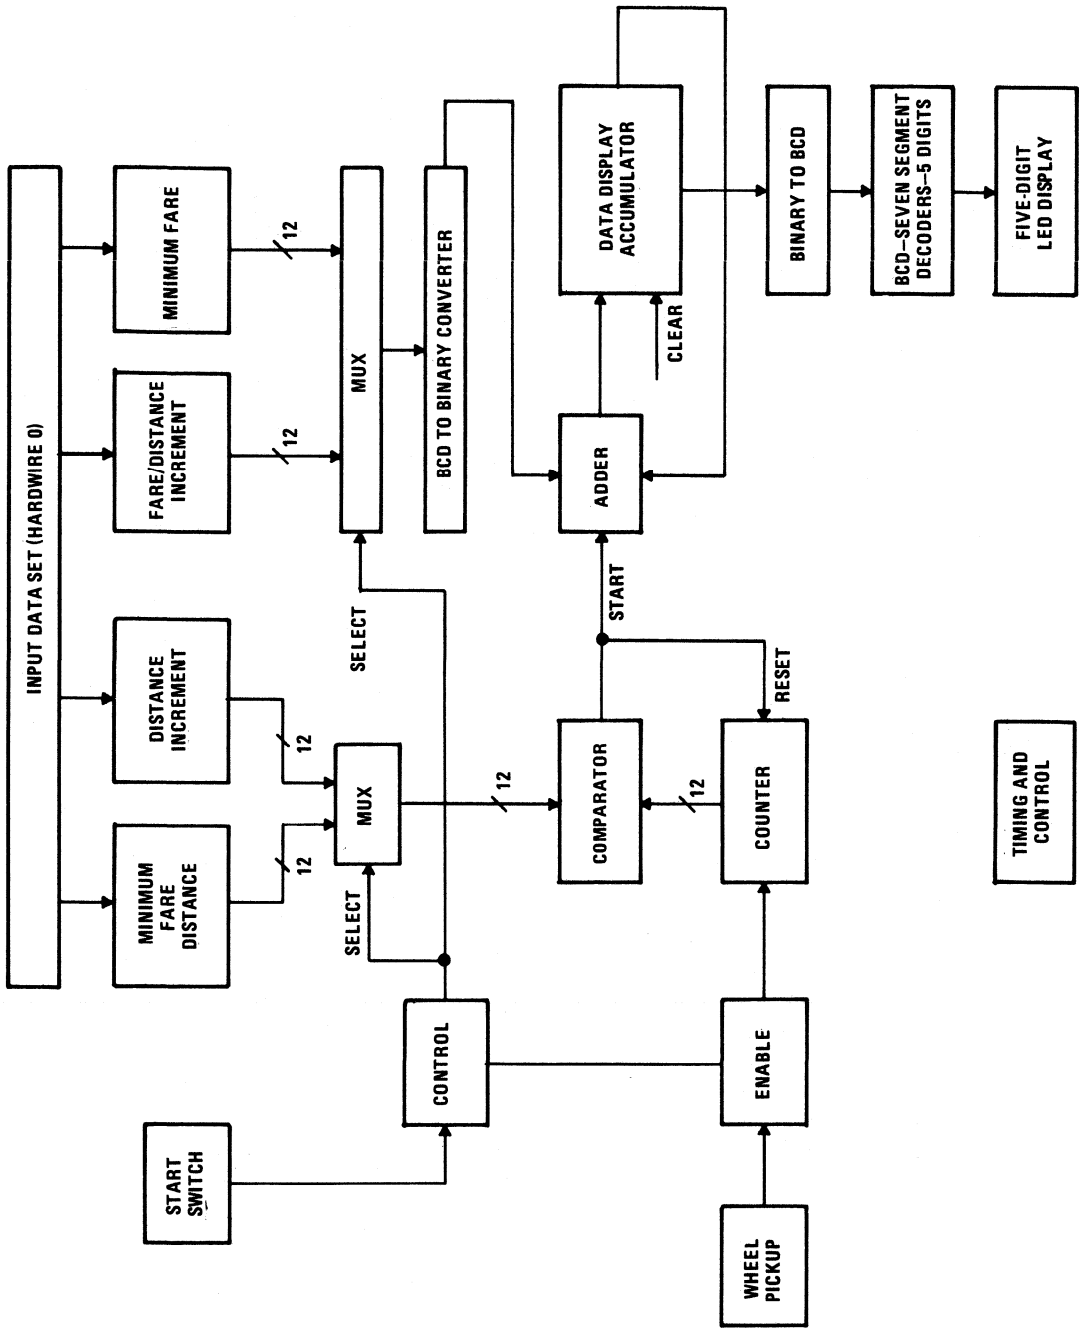 INPUT DATA SET (HARDWIRE 0)
MINIMUM
FARE
DISTANCE
DISTANCE
INCREMENT
FARE/DISTANCE
INCREMENT
MINIMUM FARE
12
12
12
12
START
SWITCH
SELECT
MUX
SELECT
MUX
CONTROL
BCD TO BINARY CONVERTER
12
COMPARATOR
START
ADDER
DATA DISPLAY
ACCUMULATOR
CLEAR
12
WHEEL
PICKUP
ENABLE
COUNTER
RESET
BINARY TO BCD
BCD–SEVEN SEGMENT
DECODERS–5 DIGITS
TIMING AND
CONTROL
FIVE-DIGIT
LED DISPLAY